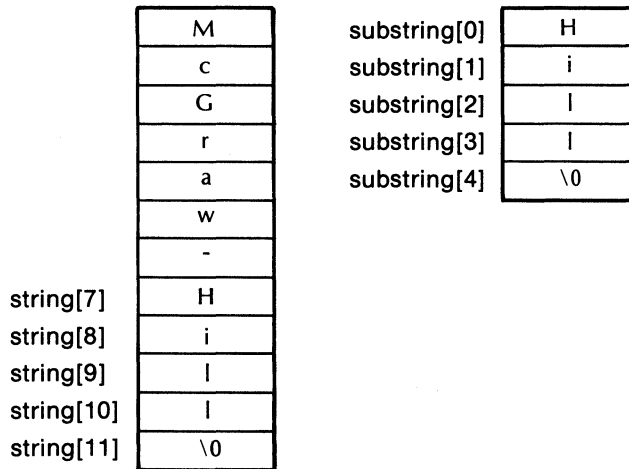 M
c
G
r
a
w
-
string[7] H
string[8] i
string[9] l
string[10] l
string[11] \0
substring[0] H
substring[1] i
substring[2] l
substring[3] l
substring[4] \0